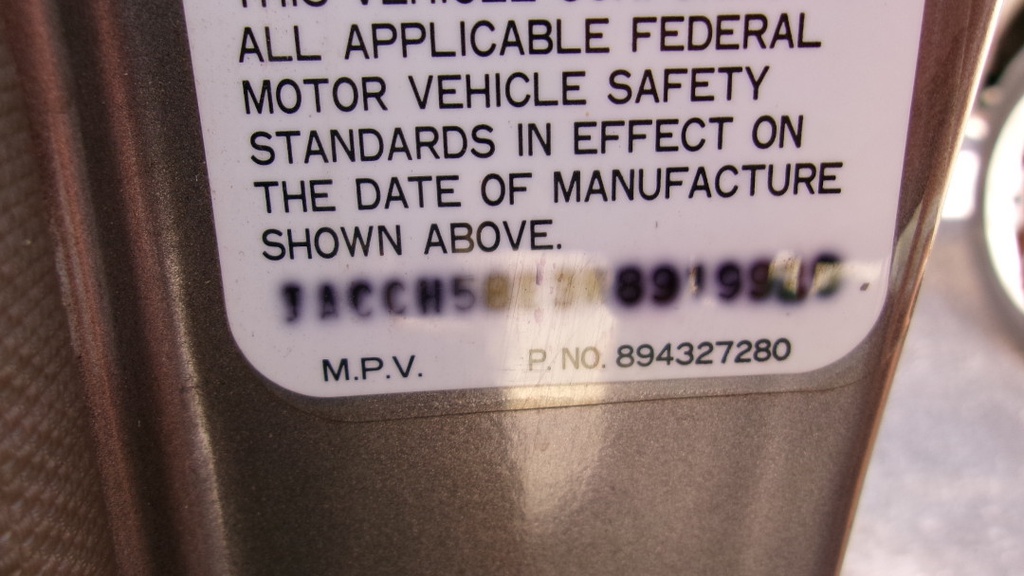 ALL APPLICABLE FEDERAL
MOTOR VEHICLE SAFETY
STANDARDS IN EFFECT ON
THE DATE OF MANUFACTURE
SHOWN ABOVE.
M.P.V. P. NO. 894327280